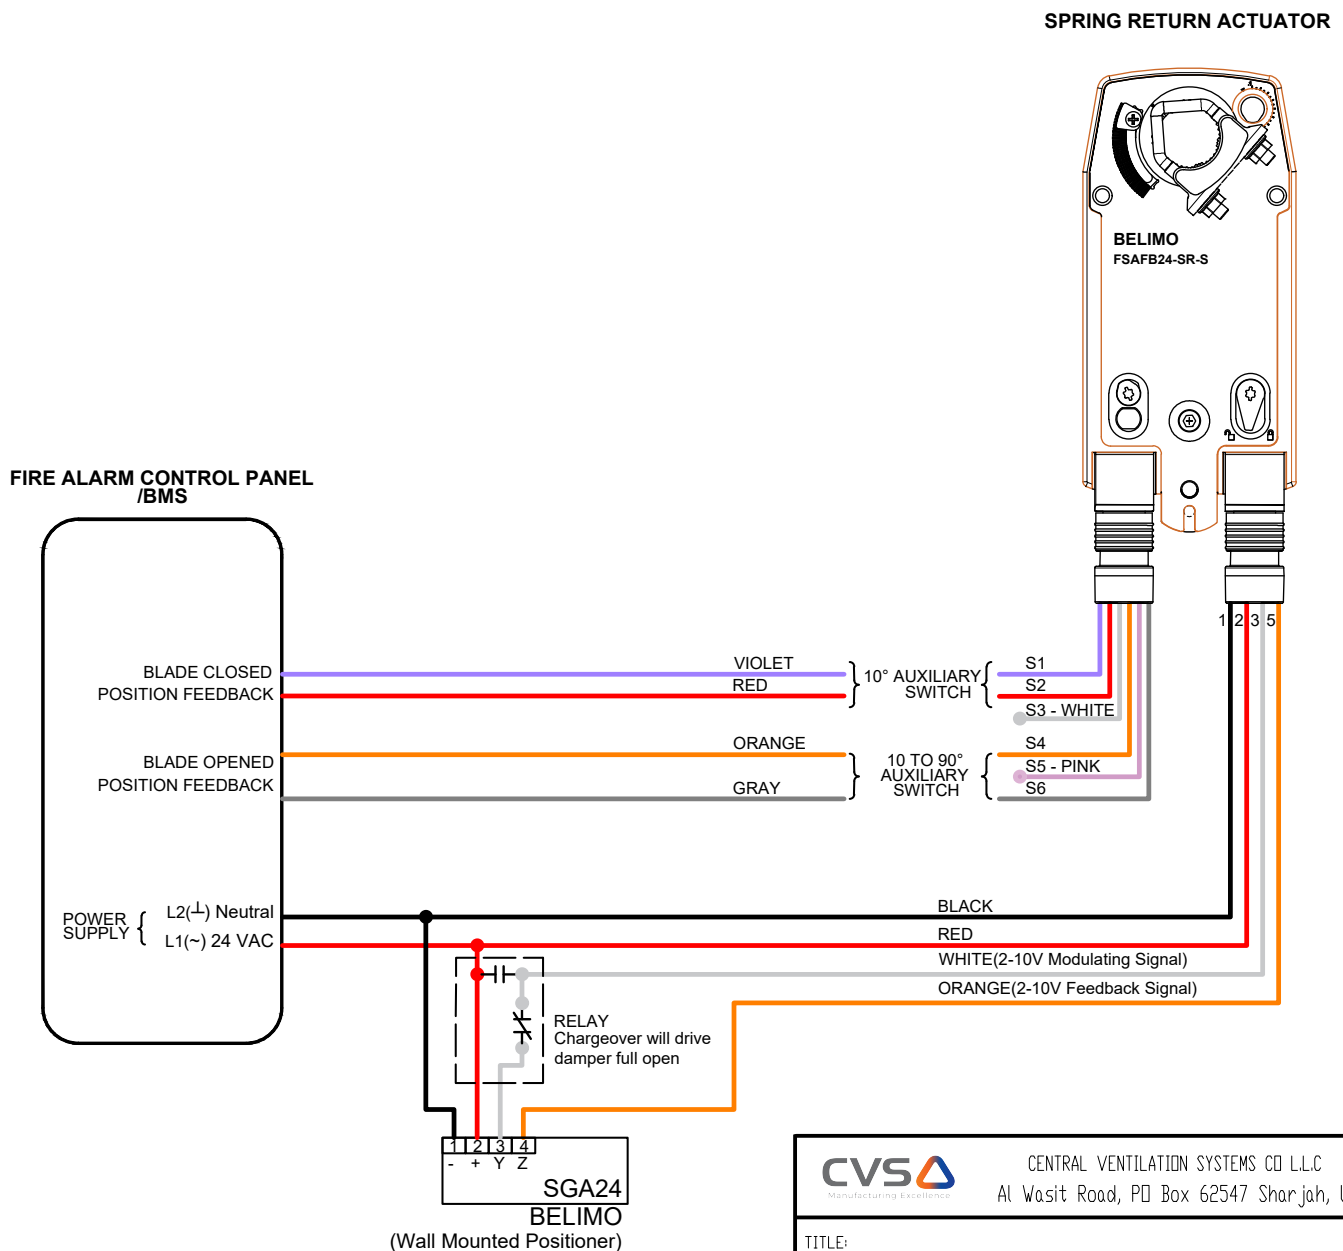 SPRING RETURN ACTUATOR
BELIMO
FSAFB24-SR-S
FIRE ALARM CONTROL PANEL
/BMS
1 2 3 5
BLADE CLOSED
POSITION FEEDBACK
VIOLET
RED
10° AUXILIARY
SWITCH
S1
S2
S3 - WHITE
BLADE OPENED
POSITION FEEDBACK
ORANGE
GRAY
10 TO 90°
AUXILIARY
SWITCH
S4
S5 - PINK
S6
POWER
SUPPLY
L2(┴) Neutral
L1(~) 24 VAC
BLACK
RED
WHITE(2-10V Modulating Signal)
ORANGE(2-10V Feedback Signal)
RELAY
Chargeover will drive
damper full open
1 2 3 4
- + Y Z
SGA24
BELIMO
(Wall Mounted Positioner)
CVS
Manufacturing Excellence
CENTRAL VENTILATION SYSTEMS CO L.L.C
Al Wasit Road, PO Box 62547 Sharjah,
TITLE: